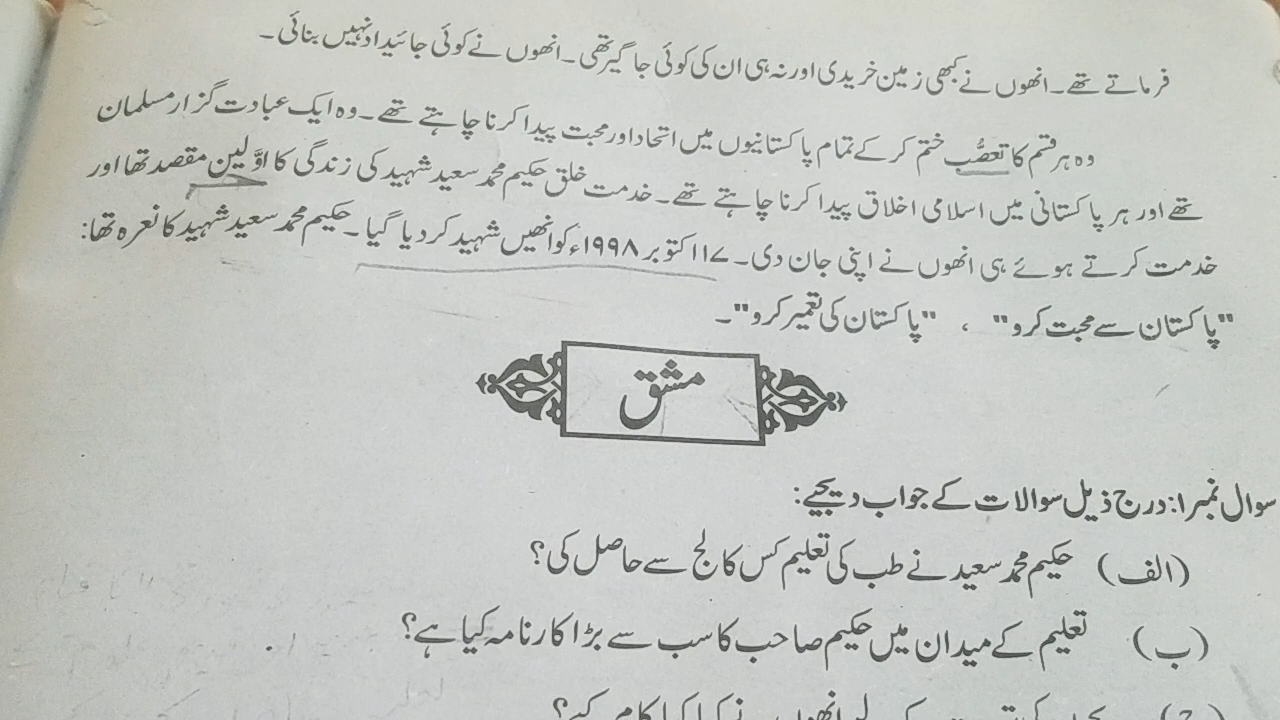 فرماتے تھے۔ انھوں نے کبھی زمین خریدی اور نہ ہی ان کی کوئی جاگیر تھی۔ انھوں نے کوئی جائیداد نہیں بنائی۔
وہ ہر قسم کا تعصُّب ختم کر کے تمام پاکستانیوں میں اتحاد اور محبت پیدا کرنا چاہتے تھے۔ وہ ایک عبادت گزار مسلمان
تھے اور ہر پاکستانی میں اسلامی اخلاق پیدا کرنا چاہتے تھے۔ خدمت خلق حکیم محمد سعید شہید کی زندگی کا اوّلین مقصد تھا اور
خدمت کرتے ہوئے ہی انھوں نے اپنی جان دی۔ ۱۷ اکتوبر ۱۹۹۸ء کو انھیں شہید کر دیا گیا۔ حکیم محمد سعید شہید کا نعرہ تھا:
"پاکستان سے محبت کرو" ، "پاکستان کی تعمیر کرو"۔
مشق
سوال نمبر ۱: درج ذیل سوالات کے جواب دیجیے:
(الف) حکیم محمد سعید نے طب کی تعلیم کس کالج سے حاصل کی؟
(ب) تعلیم کے میدان میں حکیم صاحب کا سب سے بڑا کارنامہ کیا ہے؟